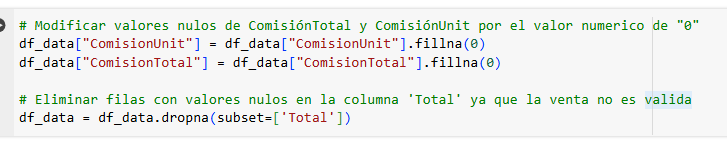 # Modificar valores nulos de ComisiónTotal y ComisiónUnit por el valor numerico de "0"
df_data["ComisionUnit"] = df_data["ComisionUnit"].fillna(0)
df_data["ComisionTotal"] = df_data["ComisionTotal"].fillna(0)
# Eliminar filas con valores nulos en la columna 'Total' ya que la venta no es valida
df_data = df_data.dropna(subset=['Total'])